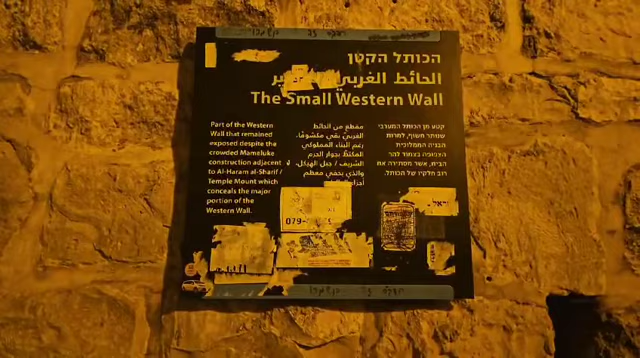 הכותל הקטן
الحائط الغربي
The Small Western Wall
Part of the Western
Wall that remained
exposed despite the
crowded Mameluke
construction adjacent
to Al-Haram al-Sharif /
Temple Mount which
conceals the major
portion of the
Western Wall.
مقطع من الحائط
الغربي بقي مكشوفًا،
رغم البناء المملوكي
المكتظ بجوار الحرم
الشريف / جبل الهيكل،
والذي يخفي معظم
קטע מן הכותל המערבי
שנותר חשוף, למרות
הבנייה הממלוכית
הצפופה בצמוד להר
הבית, אשר מסתירה את
רוב חלקיו של הכותל.
079-